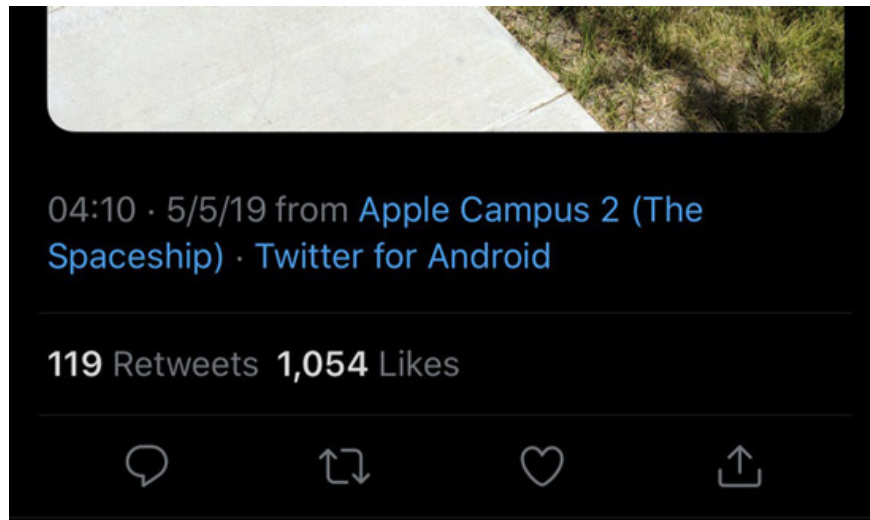 04:10 · 5/5/19 from Apple Campus 2 (The
Spaceship) · Twitter for Android
119 Retweets 1,054 Likes